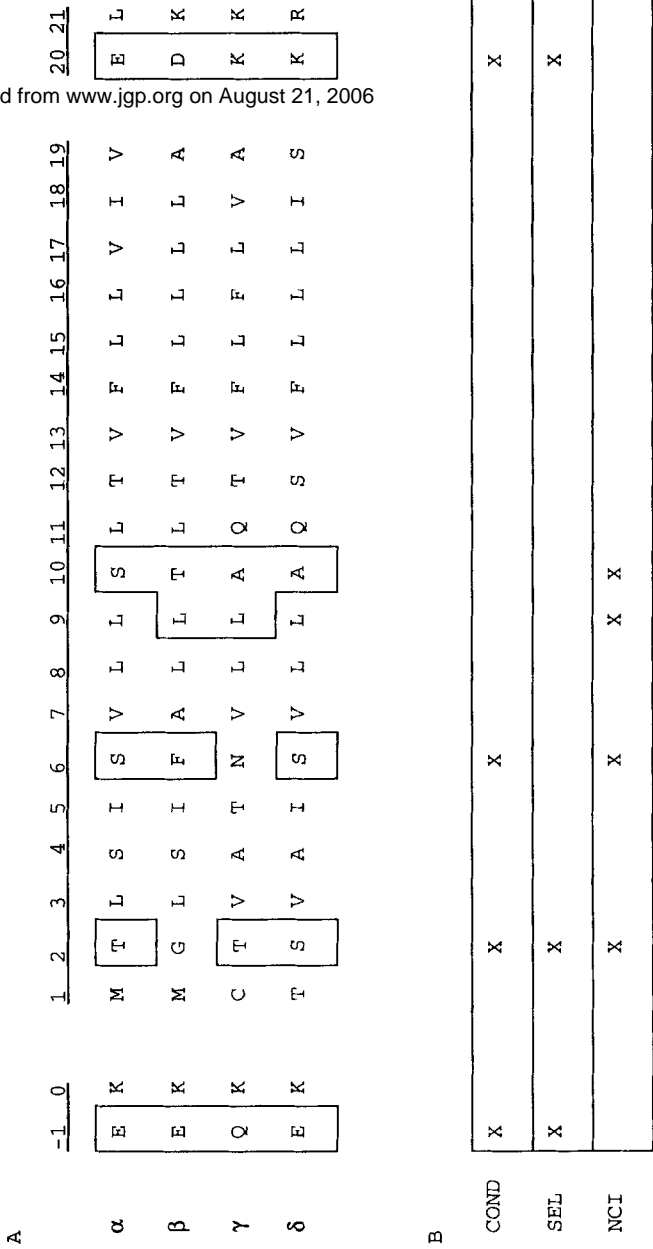 A
-1 0 1 2 3 4 5 6 7 8 9 10 11 12 13 14 15 16 17 18 19 20 21
α E K M T L S I S V L L S L T V F L L V I V E L
β E K M G L S I F A L L T L T V F L L L L A D K
γ Q K C T V A T N V L L A Q T V F L F L V A K K
δ E K T S V A I S V L L A Q S V F L L L I S K R
B
COND X X X X
SEL X X X
NCI X X X X
d from www.jgp.org on August 21, 2006